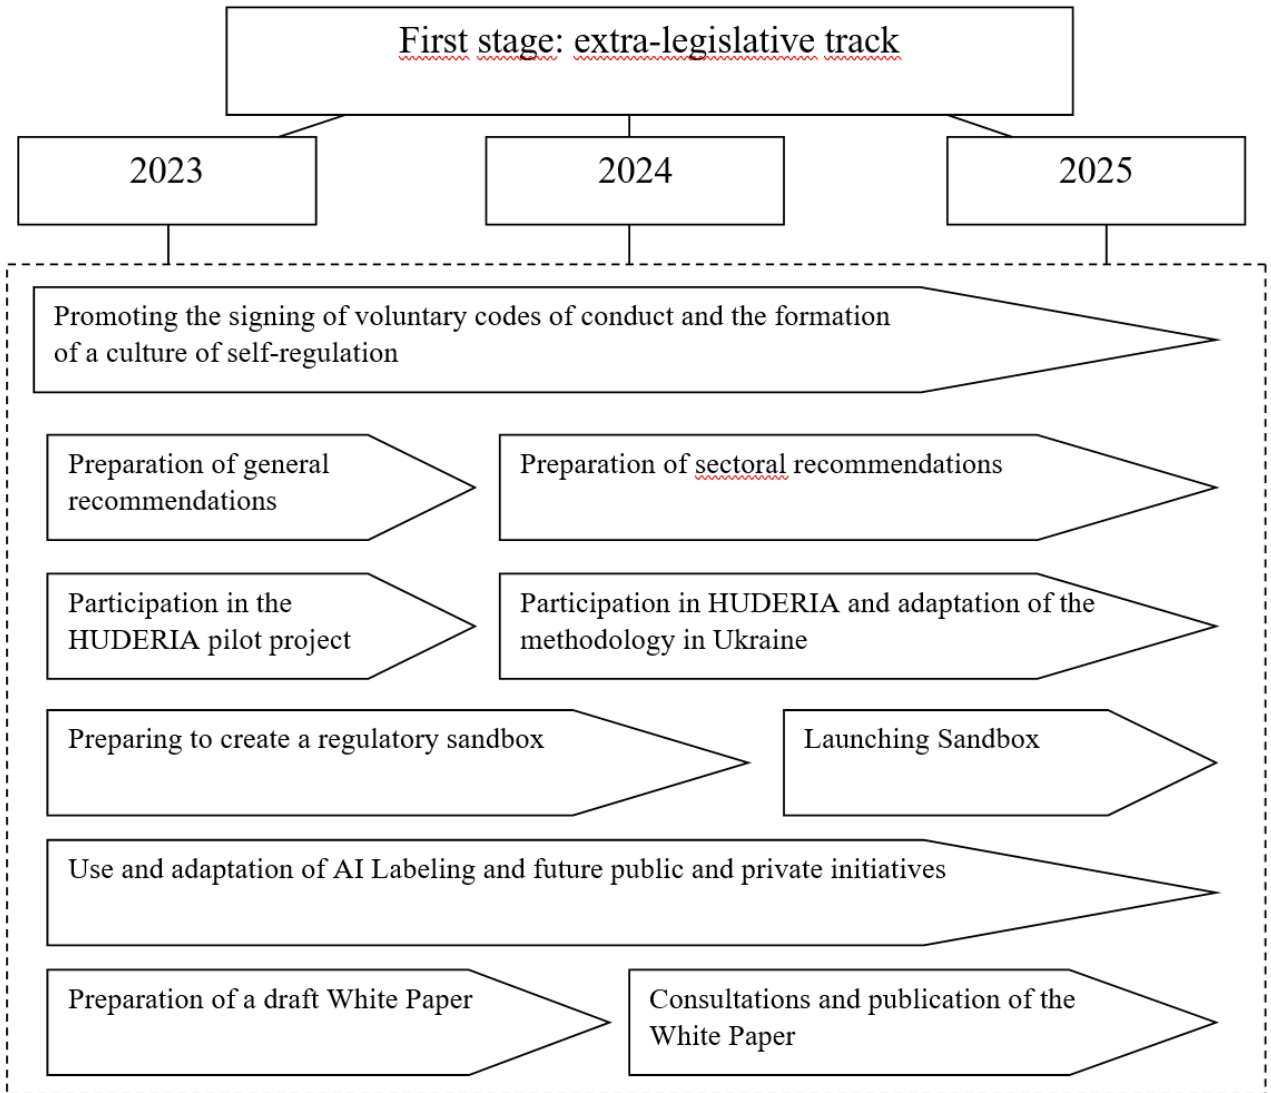 First stage: extra-legislative track
2023
2024
2025
Promoting the signing of voluntary codes of conduct and the formation
of a culture of self-regulation
Preparation of general
recommendations
Preparation of sectoral recommendations
Participation in the
HUDERIA pilot project
Participation in HUDERIA and adaptation of the
methodology in Ukraine
Preparing to create a regulatory sandbox
Launching Sandbox
Use and adaptation of AI Labeling and future public and private initiatives
Preparation of a draft White Paper
Consultations and publication of the
White Paper